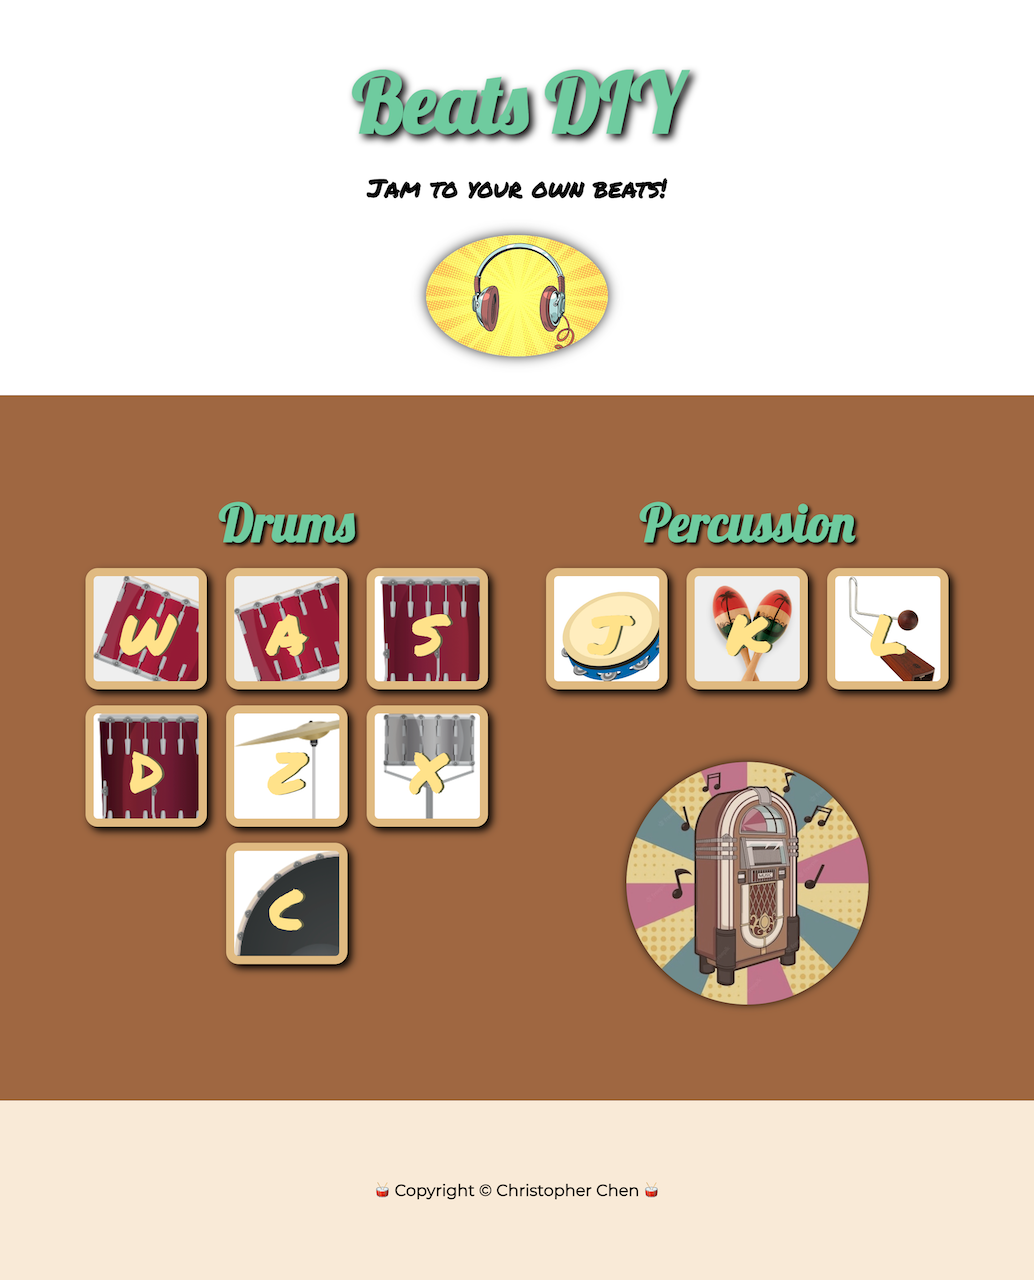 Beats DIY
Jam to your own beats!
Drums
W A S
D Z X
C
Percussion
J K L
🥁 Copyright © Christopher Chen 🥁